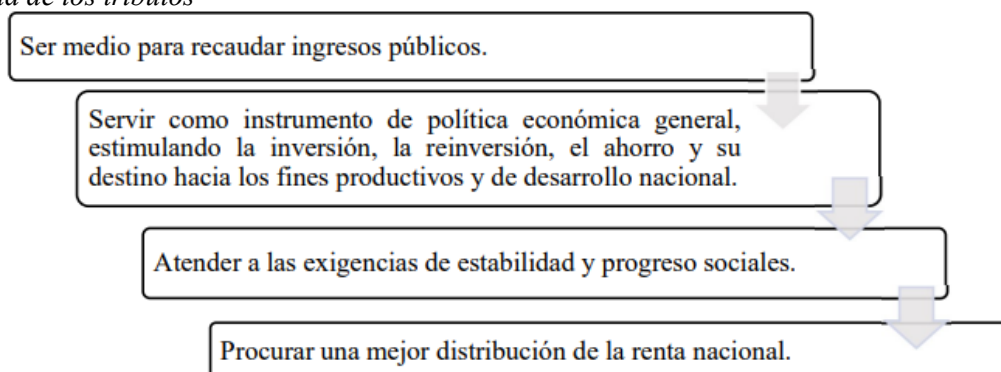 de los tributos
Ser medio para recaudar ingresos públicos.
Servir como instrumento de política económica general,
estimulando la inversión, la reinversión, el ahorro y su
destino hacia los fines productivos y de desarrollo nacional.
Atender a las exigencias de estabilidad y progreso sociales.
Procurar una mejor distribución de la renta nacional.